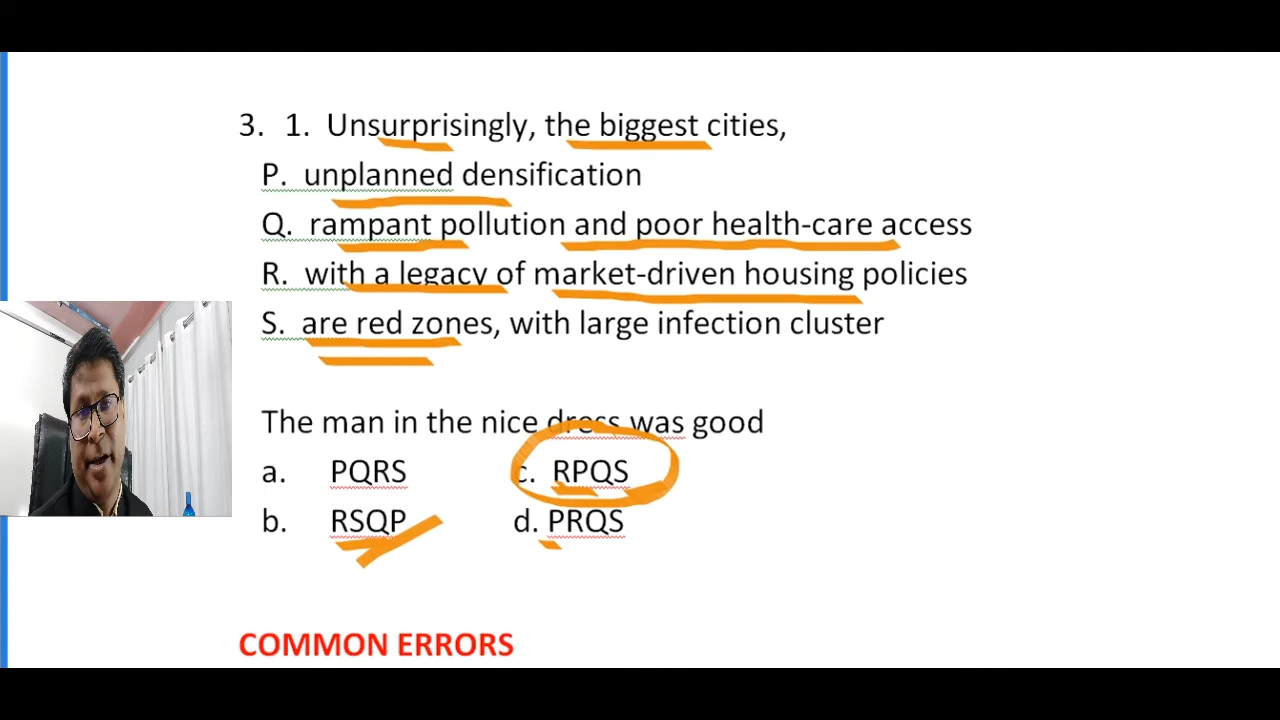 3. 1. Unsurprisingly, the biggest cities,
P. unplanned densification
Q. rampant pollution and poor health-care access
R. with a legacy of market-driven housing policies
S. are red zones, with large infection cluster
The man in the nice dress was good
a. PQRS c. RPQS
b. RSQP d. PRQS
COMMON ERRORS